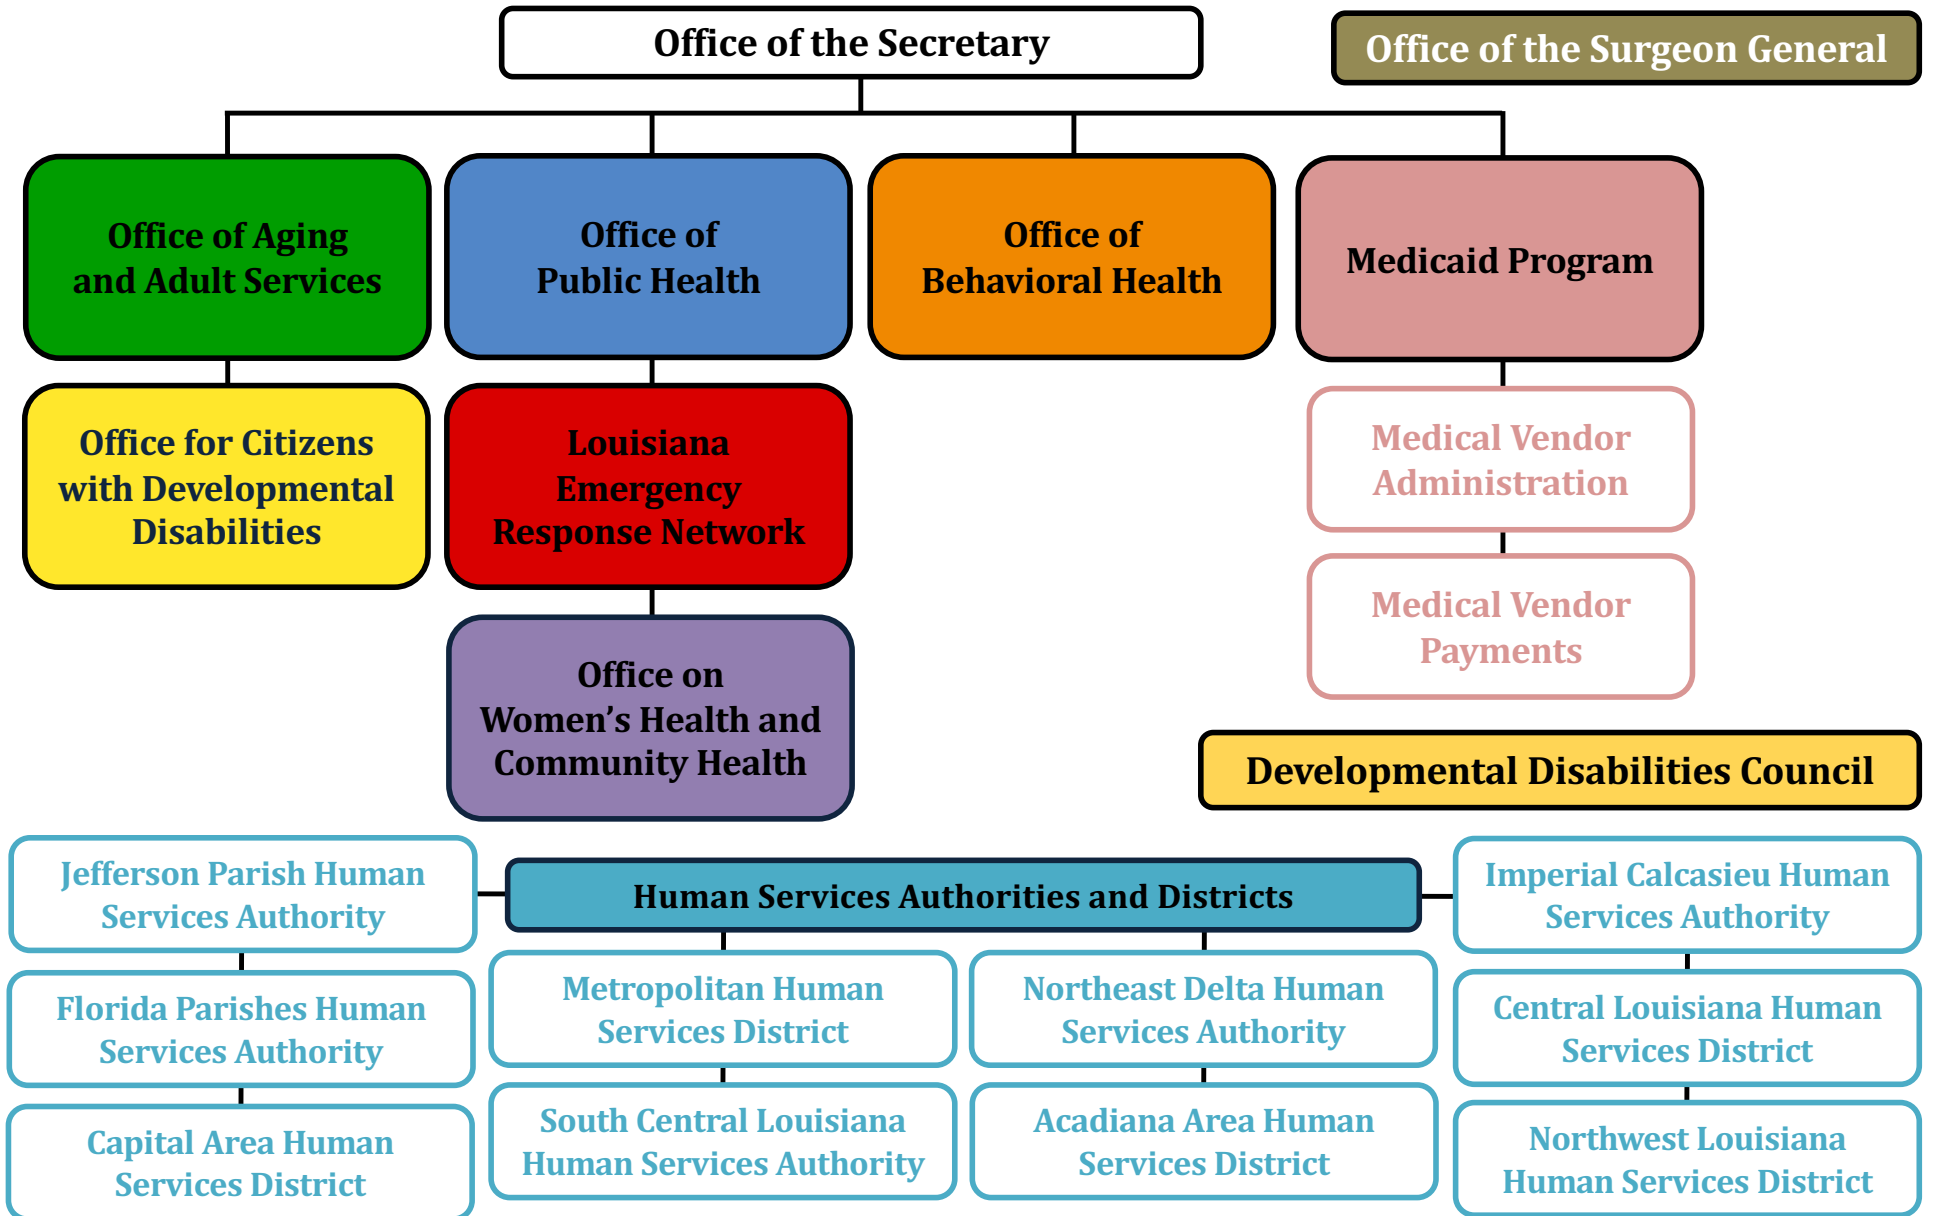 Office of the Secretary
Office of the Surgeon General
Office of Aging
and Adult Services
Office of
Public Health
Office of
Behavioral Health
Medicaid Program
Office for Citizens
with Developmental
Disabilities
Louisiana
Emergency
Response Network
Medical Vendor
Administration
Medical Vendor
Payments
Office on
Women’s Health and
Community Health
Developmental Disabilities Council
Human Services Authorities and Districts
Jefferson Parish Human
Services Authority
Florida Parishes Human
Services Authority
Capital Area Human
Services District
Metropolitan Human
Services District
South Central Louisiana
Human Services Authority
Northeast Delta Human
Services Authority
Acadiana Area Human
Services District
Imperial Calcasieu Human
Services Authority
Central Louisiana Human
Services District
Northwest Louisiana
Human Services District